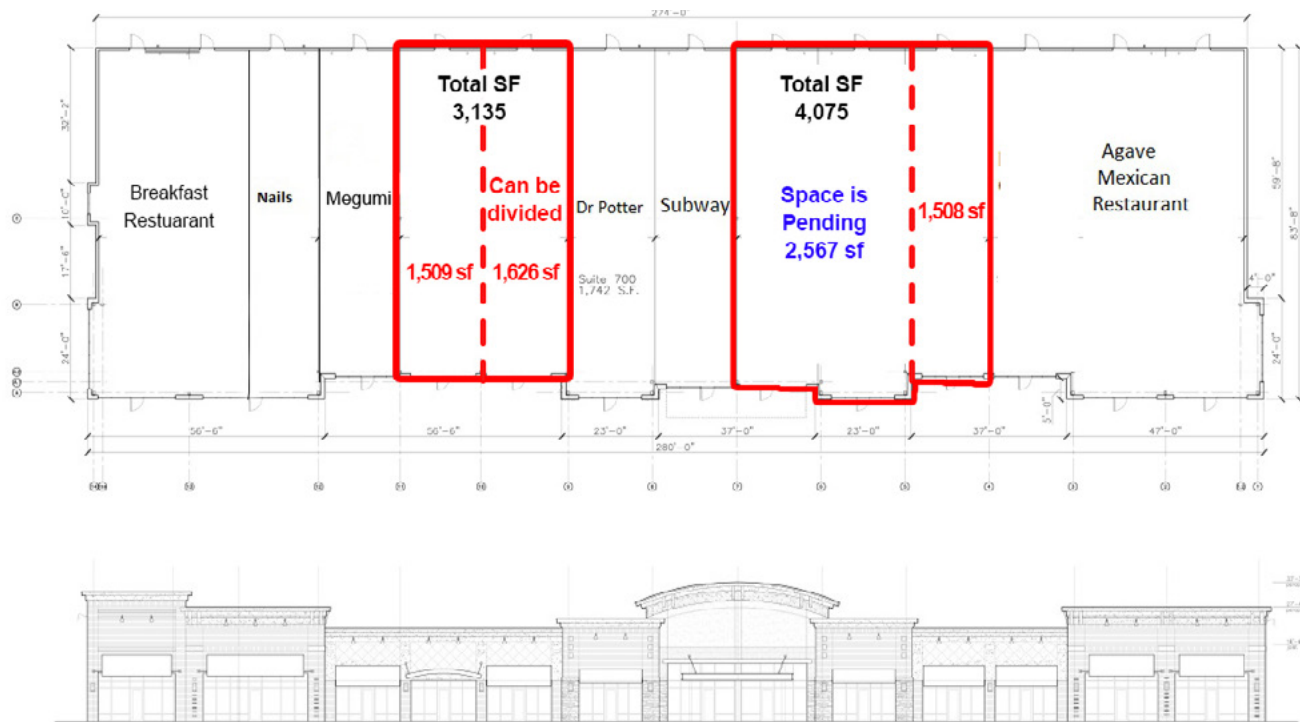 274'-0"
Total SF
3,135
Total SF
4,075
32'-2"
10'-0"
17'-6"
24'-0"
Breakfast
Restuarant
Nails
Megumi
Can be
divided
1,509 sf
1,626 sf
Dr Potter
Suite 700
1,742 S.F.
Subway
Space is
Pending
2,567 sf
1,508 sf
Agave
Mexican
Restaurant
59'-8"
83'-8"
4'-0"
24'-0"
5'-0"
56'-6"
56'-6"
23'-0"
37'-0"
23'-0"
37'-0"
47'-0"
280'-0"